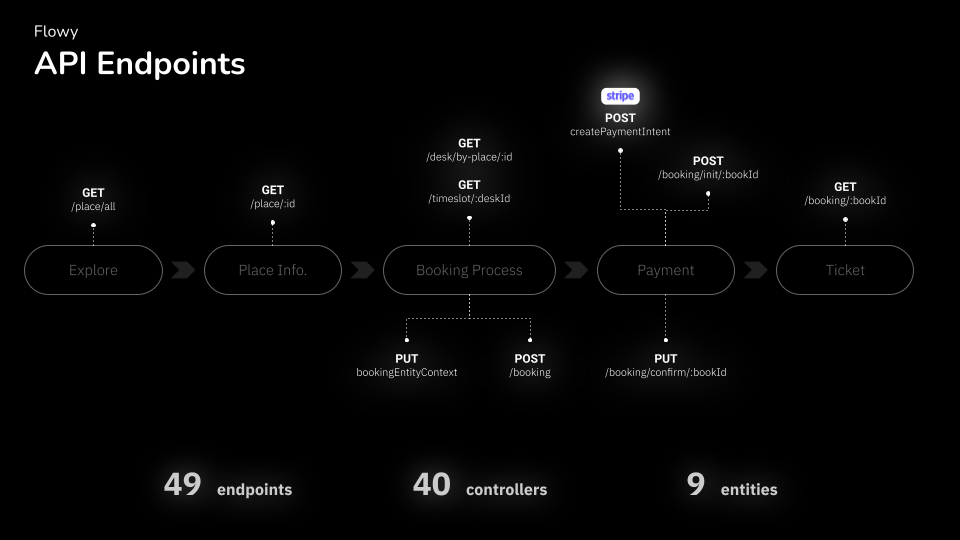 Flowy
API Endpoints
stripe
POST
createPaymentIntent
GET
/desk/by-place/:id
POST
/booking/init/:bookId
GET
/place/all
GET
/place/:id
GET
/timeslot/:deskId
GET
/booking/:bookId
Explore
Place Info.
Booking Process
Payment
Ticket
PUT
bookingEntityContext
POST
/booking
PUT
/booking/confirm/:bookId
49 endpoints
40 controllers
9 entities